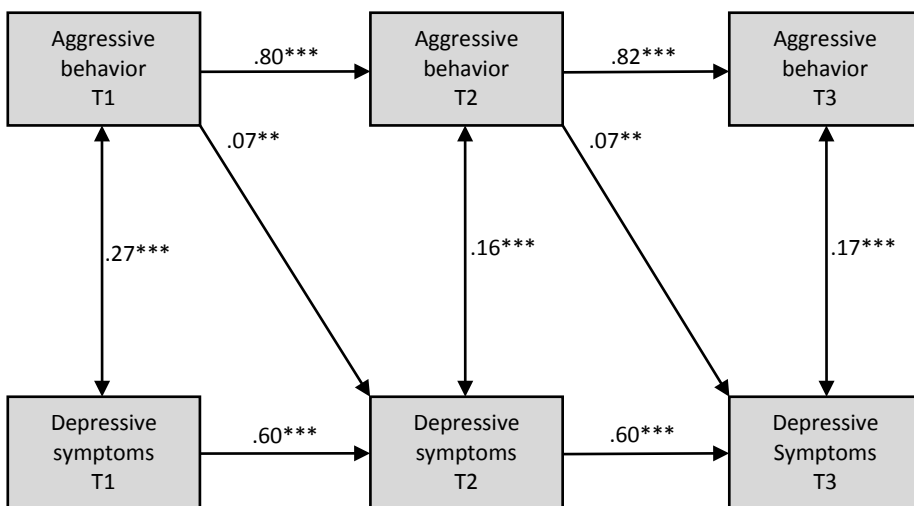 Aggressive
behavior
T1
.80***
Aggressive
behavior
T2
.82***
Aggressive
behavior
T3
.07**
.07**
.27***
.16***
.17***
Depressive
symptoms
T1
.60***
Depressive
symptoms
T2
.60***
Depressive
Symptoms
T3